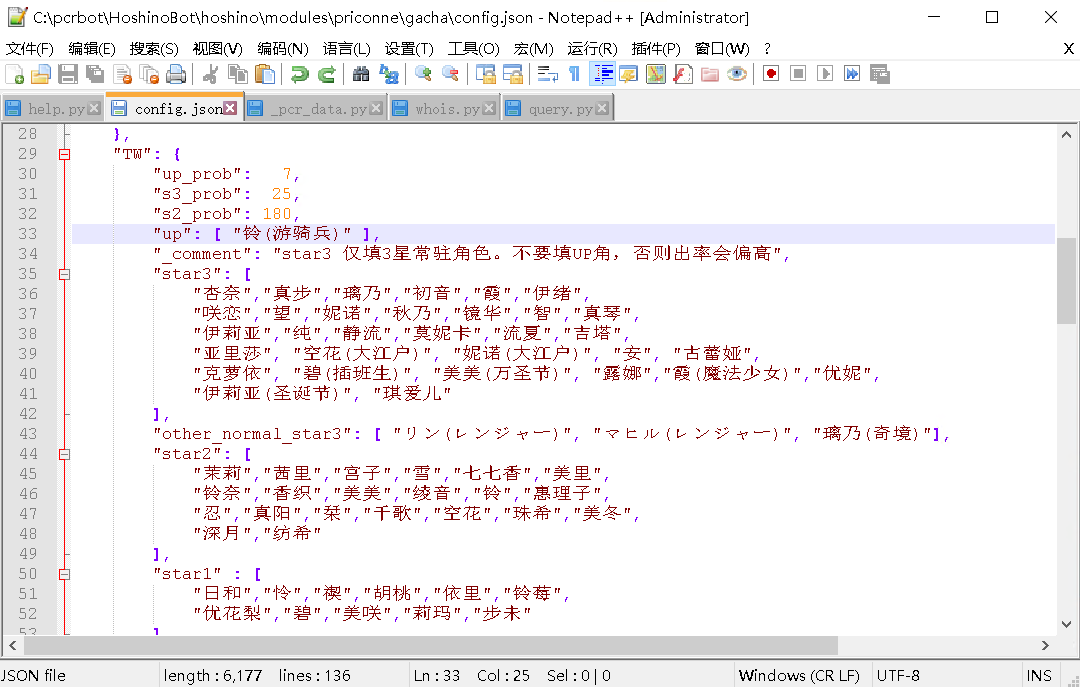 C:\pcrbot\HoshinoBot\hoshino\modules\priconne\gacha\config.json - Notepad++ [Administrator]
文件(F) 编辑(E) 搜索(S) 视图(V) 编码(N) 语言(L) 设置(T) 工具(O) 宏(M) 运行(R) 插件(P) 窗口(W) ? X
help.py config.json _pcr_data.py whois.py query.py
28 },
29 "TW": {
30 "up_prob": 7,
31 "s3_prob": 25,
32 "s2_prob": 180,
33 "up": [ "铃(游骑兵)" ],
34 "_comment": "star3 仅填3星常驻角色。不要填UP角，否则出率会偏高",
35 "star3": [
36 "杏奈","真步","璃乃","初音","霞","伊绪",
37 "咲恋","望","妮诺","秋乃","镜华","智","真琴",
38 "伊莉亚","纯","静流","莫妮卡","流夏","吉塔",
39 "亚里莎", "空花(大江户)", "妮诺(大江户)", "安", "古蕾娅",
40 "克萝依", "碧(插班生)", "美美(万圣节)", "露娜","霞(魔法少女)","优妮",
41 "伊莉亚(圣诞节)", "琪爱儿"
42 ],
43 "other_normal_star3": [ "リン(レンジャー)", "マヒル(レンジャー)", "璃乃(奇境)"],
44 "star2": [
45 "茉莉","茜里","宫子","雪","七七香","美里",
46 "铃奈","香织","美美","绫音","铃","惠理子",
47 "忍","真阳","栞","千歌","空花","珠希","美冬",
48 "深月","纺希"
49 ],
50 "star1" : [
51 "日和","怜","禊","胡桃","依里","铃莓",
52 "优花梨","碧","美咲","莉玛","步未"
53 ]
JSON file length : 6,177 lines : 136 Ln : 33 Col : 25 Sel : 0 | 0 Windows (CR LF) UTF-8 INS